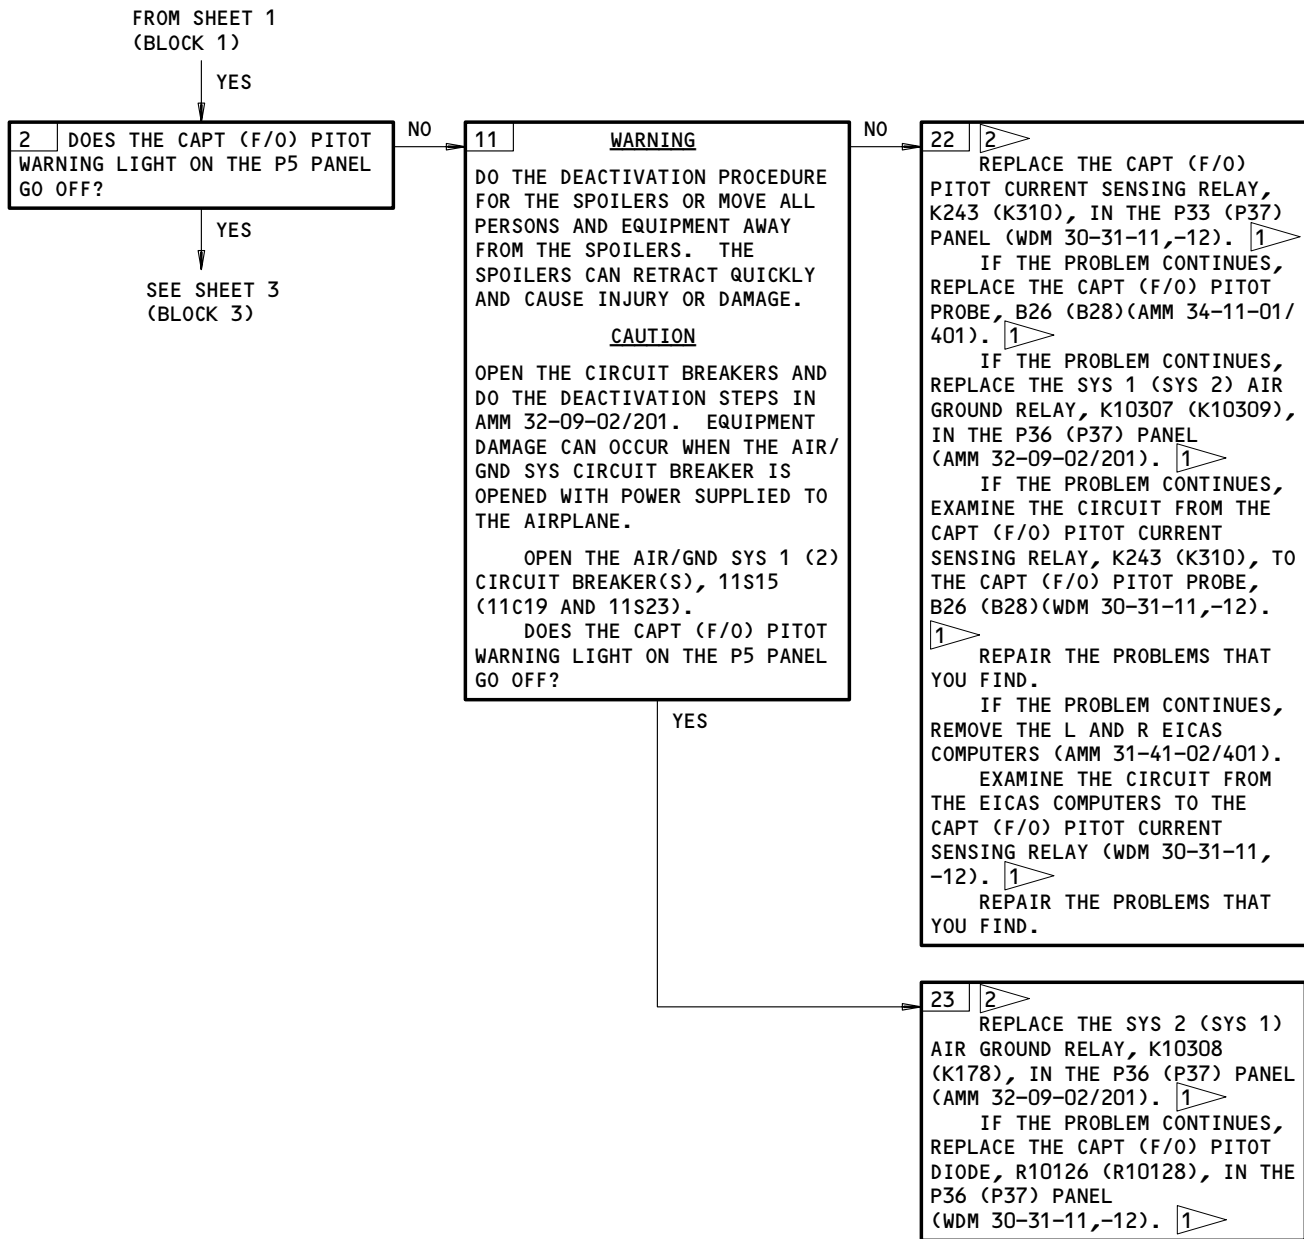 FROM SHEET 1
(BLOCK 1)
YES
2 DOES THE CAPT (F/O) PITOT
WARNING LIGHT ON THE P5 PANEL
GO OFF?
NO
YES
SEE SHEET 3
(BLOCK 3)
11 WARNING
DO THE DEACTIVATION PROCEDURE
FOR THE SPOILERS OR MOVE ALL
PERSONS AND EQUIPMENT AWAY
FROM THE SPOILERS. THE
SPOILERS CAN RETRACT QUICKLY
AND CAUSE INJURY OR DAMAGE.
CAUTION
OPEN THE CIRCUIT BREAKERS AND
DO THE DEACTIVATION STEPS IN
AMM 32-09-02/201. EQUIPMENT
DAMAGE CAN OCCUR WHEN THE AIR/
GND SYS CIRCUIT BREAKER IS
OPENED WITH POWER SUPPLIED TO
THE AIRPLANE.
OPEN THE AIR/GND SYS 1 (2)
CIRCUIT BREAKER(S), 11S15
(11C19 AND 11S23).
DOES THE CAPT (F/O) PITOT
WARNING LIGHT ON THE P5 PANEL
GO OFF?
NO
YES
22 2
REPLACE THE CAPT (F/O)
PITOT CURRENT SENSING RELAY,
K243 (K310), IN THE P33 (P37)
PANEL (WDM 30-31-11,-12). 1
IF THE PROBLEM CONTINUES,
REPLACE THE CAPT (F/O) PITOT
PROBE, B26 (B28)(AMM 34-11-01/
401). 1
IF THE PROBLEM CONTINUES,
REPLACE THE SYS 1 (SYS 2) AIR
GROUND RELAY, K10307 (K10309),
IN THE P36 (P37) PANEL
(AMM 32-09-02/201). 1
IF THE PROBLEM CONTINUES,
EXAMINE THE CIRCUIT FROM THE
CAPT (F/O) PITOT CURRENT
SENSING RELAY, K243 (K310), TO
THE CAPT (F/O) PITOT PROBE,
B26 (B28)(WDM 30-31-11,-12).
1
REPAIR THE PROBLEMS THAT
YOU FIND.
IF THE PROBLEM CONTINUES,
REMOVE THE L AND R EICAS
COMPUTERS (AMM 31-41-02/401).
EXAMINE THE CIRCUIT FROM
THE EICAS COMPUTERS TO THE
CAPT (F/O) PITOT CURRENT
SENSING RELAY (WDM 30-31-11,
-12). 1
REPAIR THE PROBLEMS THAT
YOU FIND.
23 2
REPLACE THE SYS 2 (SYS 1)
AIR GROUND RELAY, K10308
(K178), IN THE P36 (P37) PANEL
(AMM 32-09-02/201). 1
IF THE PROBLEM CONTINUES,
REPLACE THE CAPT (F/O) PITOT
DIODE, R10126 (R10128), IN THE
P36 (P37) PANEL
(WDM 30-31-11,-12). 1